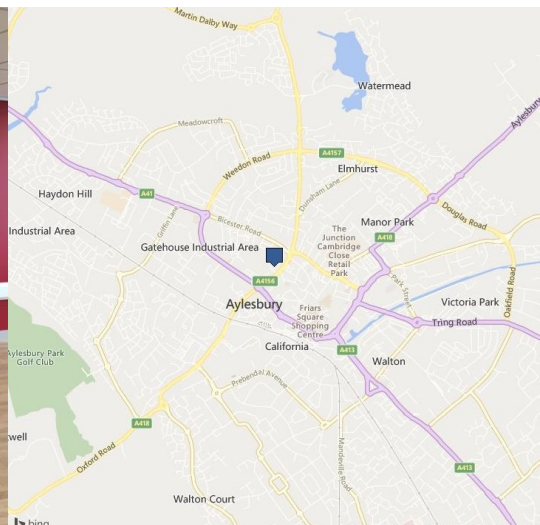 Martin Dalby Way
Watermead
Aylesbury
Meadowcroft
A4157
Weedon Road
Elmhurst
A41
Dunsham Lane
Haydon Hill
Griffin Lane
Bicester Road
Manor Park
Douglas Road
Industrial Area
Gatehouse Industrial Area
The
Junction
Cambridge
Close
Retail
Park
A418
A4156
Park Street
Oakfield Road
Aylesbury
Friars
Square
Shopping
Centre
Victoria Park
Tring Road
California
A413
Aylesbury Park
Golf Club
Walton
Prebendal Avenue
A418
Mandeville Road
well
Oxford Road
A413
Walton Court
bing